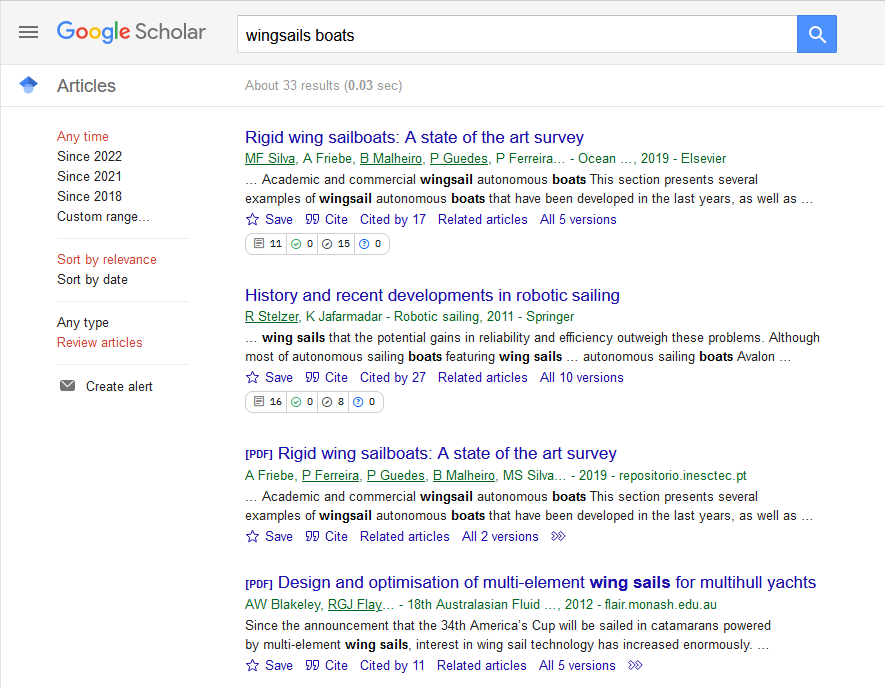 Google Scholar
wingsails boats
Articles
About 33 results (0.03 sec)
Any time
Since 2022
Since 2021
Since 2018
Custom range...
Sort by relevance
Sort by date
Any type
Review articles
Create alert
Rigid wing sailboats: A state of the art survey
MF Silva, A Friebe, B Malheiro, P Guedes, P Ferreira… - Ocean …, 2019 - Elsevier
… Academic and commercial wingsail autonomous boats This section presents several
examples of wingsail autonomous boats that have been developed in the last years, as well as …
Save Cite Cited by 17 Related articles All 5 versions
11 0 15 0
History and recent developments in robotic sailing
R Stelzer, K Jafarmadar - Robotic sailing, 2011 - Springer
… wing sails that the potential gains in reliability and efficiency outweigh these problems. Although
most of autonomous sailing boats featuring wing sails … autonomous sailing boats Avalon …
Save Cite Cited by 27 Related articles All 10 versions
16 0 8 0
[PDF] Rigid wing sailboats: A state of the art survey
A Friebe, P Ferreira, P Guedes, B Malheiro, MS Silva… - 2019 - repositorio.inesctec.pt
… Academic and commercial wingsail autonomous boats This section presents several
examples of wingsail autonomous boats that have been developed in the last years, as well as …
Save Cite Related articles All 2 versions
[PDF] Design and optimisation of multi-element wing sails for multihull yachts
AW Blakeley, RGJ Flay… - 18th Australasian Fluid …, 2012 - flair.monash.edu.au
Since the announcement that the 34th America's Cup will be sailed in catamarans powered
by multi-element wing sails, interest in wing sail technology has increased enormously. …
Save Cite Cited by 11 Related articles All 5 versions